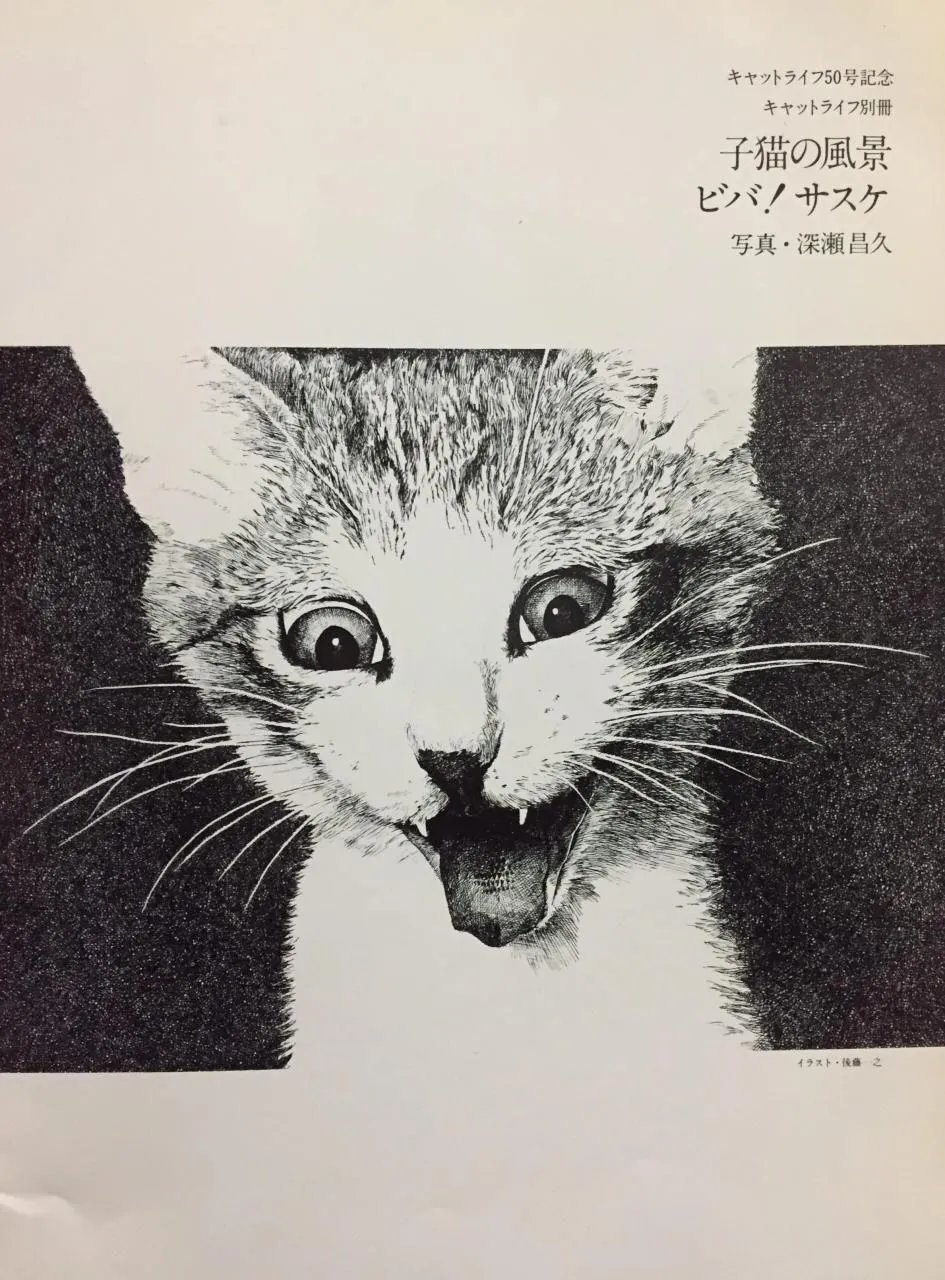 キャットライフ50号記念
キャットライフ別冊
子猫の風景
ビバ!サスケ
写真・深瀬昌久
イラスト・後藤一之